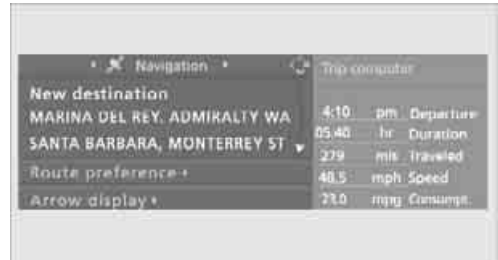 Navigation
New destination
MARINA DEL REY. ADMIRALTY WA
SANTA BARBARA, MONTERREY ST
Route preference
Arrow display
Trip computer
4:10 pm Departure
05.40 hr Duration
279 mls Traveled
48.5 mph Speed
23.0 mpg Consumpt.